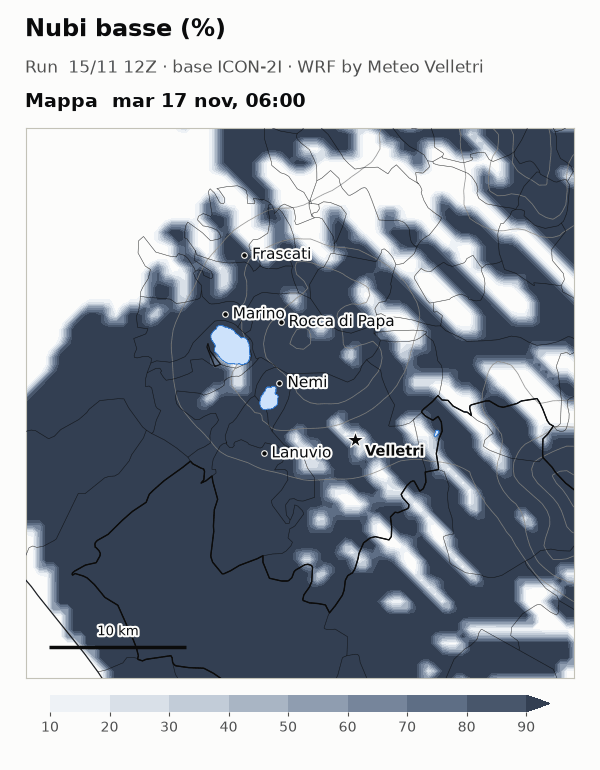 Nubi basse (%)
Run  15/11 12Z · base ICON-2I · WRF by Meteo Velletri
Mappa  mar 17 nov, 06:00
Frascati
Marino
Rocca di Papa
Nemi
Velletri
Lanuvio
10 km
10 20 30 40 50 60 70 80 90